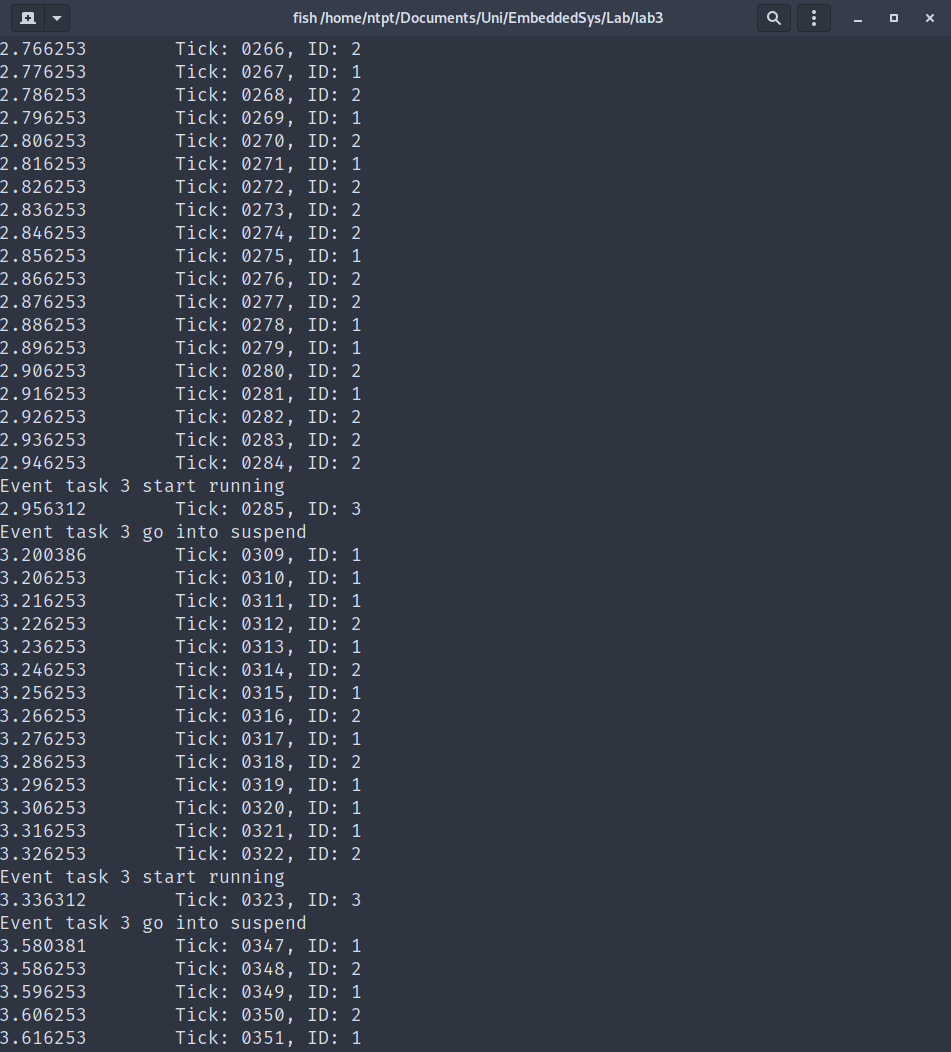 fish /home/ntpt/Documents/Uni/EmbeddedSys/Lab/lab3
2.766253 Tick: 0266, ID: 2
2.776253 Tick: 0267, ID: 1
2.786253 Tick: 0268, ID: 2
2.796253 Tick: 0269, ID: 1
2.806253 Tick: 0270, ID: 2
2.816253 Tick: 0271, ID: 1
2.826253 Tick: 0272, ID: 2
2.836253 Tick: 0273, ID: 2
2.846253 Tick: 0274, ID: 2
2.856253 Tick: 0275, ID: 1
2.866253 Tick: 0276, ID: 2
2.876253 Tick: 0277, ID: 2
2.886253 Tick: 0278, ID: 1
2.896253 Tick: 0279, ID: 1
2.906253 Tick: 0280, ID: 2
2.916253 Tick: 0281, ID: 1
2.926253 Tick: 0282, ID: 2
2.936253 Tick: 0283, ID: 2
2.946253 Tick: 0284, ID: 2
Event task 3 start running
2.956312 Tick: 0285, ID: 3
Event task 3 go into suspend
3.200386 Tick: 0309, ID: 1
3.206253 Tick: 0310, ID: 1
3.216253 Tick: 0311, ID: 1
3.226253 Tick: 0312, ID: 2
3.236253 Tick: 0313, ID: 1
3.246253 Tick: 0314, ID: 2
3.256253 Tick: 0315, ID: 1
3.266253 Tick: 0316, ID: 2
3.276253 Tick: 0317, ID: 1
3.286253 Tick: 0318, ID: 2
3.296253 Tick: 0319, ID: 1
3.306253 Tick: 0320, ID: 1
3.316253 Tick: 0321, ID: 1
3.326253 Tick: 0322, ID: 2
Event task 3 start running
3.336312 Tick: 0323, ID: 3
Event task 3 go into suspend
3.580381 Tick: 0347, ID: 1
3.586253 Tick: 0348, ID: 2
3.596253 Tick: 0349, ID: 1
3.606253 Tick: 0350, ID: 2
3.616253 Tick: 0351, ID: 1